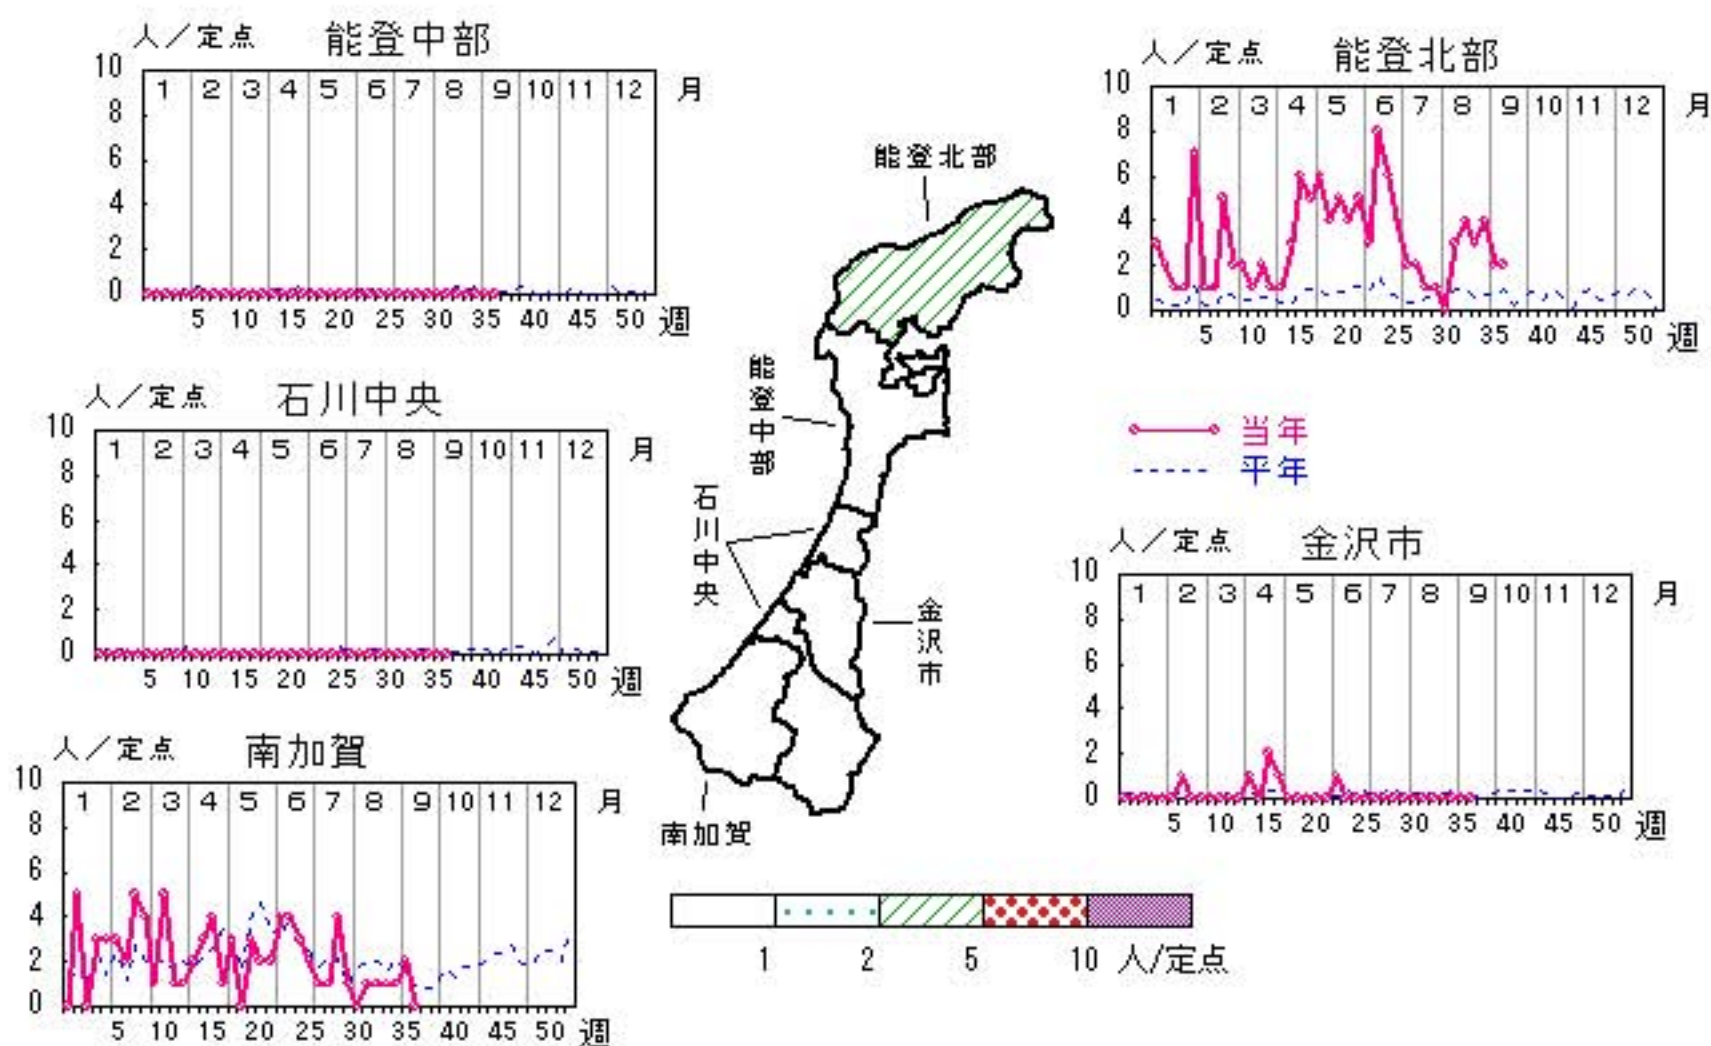 人／定点 能登中部
10 8 6 4 2 0
1 2 3 4 5 6 7 8 9 10 11 12 月
5 10 15 20 25 30 35 40 45 50 週
人／定点 能登北部
10 8 6 4 2 0
1 2 3 4 5 6 7 8 9 10 11 12 月
5 10 15 20 25 30 35 40 45 50 週
人／定点 石川中央
10 8 6 4 2 0
1 2 3 4 5 6 7 8 9 10 11 12 月
5 10 15 20 25 30 35 40 45 50 週
当年
平年
人／定点 金沢市
10 8 6 4 2 0
1 2 3 4 5 6 7 8 9 10 11 12 月
5 10 15 20 25 30 35 40 45 50 週
人／定点 南加賀
10 8 6 4 2 0
1 2 3 4 5 6 7 8 9 10 11 12 月
5 10 15 20 25 30 35 40 45 50 週
能登北部
能登中部
石川中央
金沢市
南加賀
1 2 5 10 人/定点